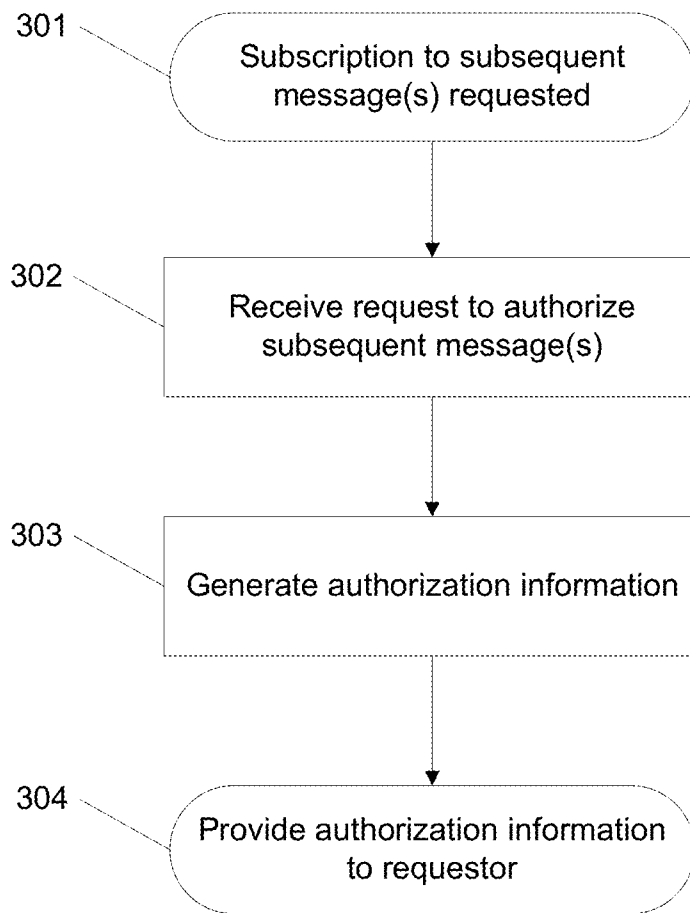 301
Subscription to subsequent
message(s) requested
302
Receive request to authorize
subsequent message(s)
303
Generate authorization information
304
Provide authorization information
to requestor